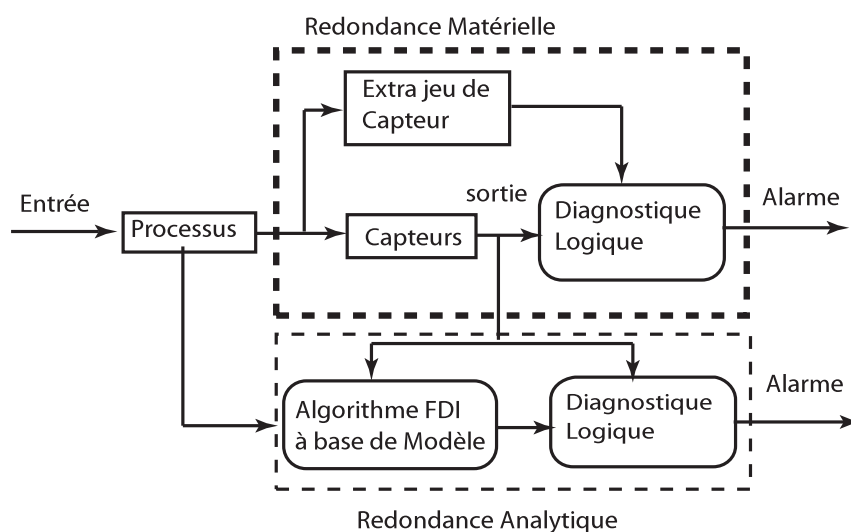 Redondance Matérielle
Extra jeu de
Capteur
Entrée
Processus
Capteurs
sortie
Diagnostique
Logique
Alarme
Algorithme FDI
à base de Modèle
Diagnostique
Logique
Alarme
Redondance Analytique